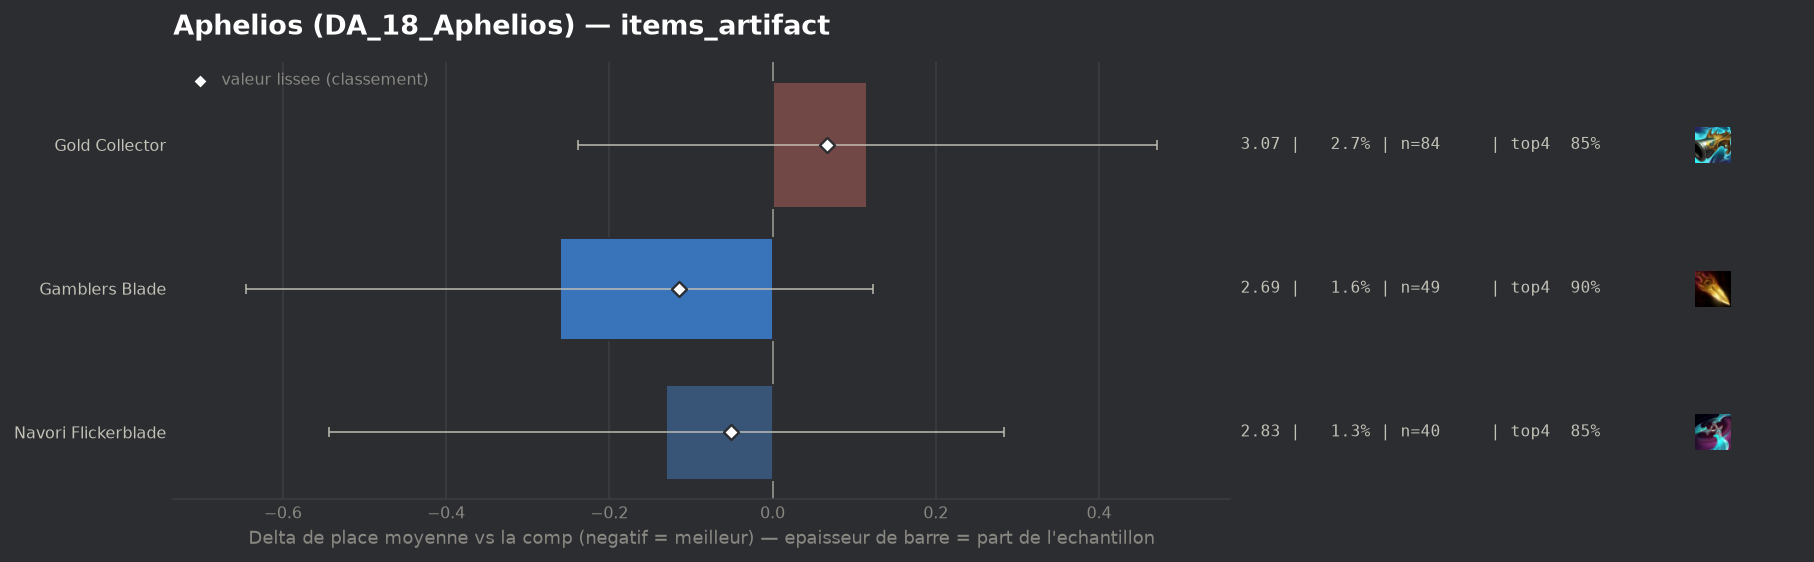 Aphelios (DA_18_Aphelios) — items_artifact
valeur lissee (classement)
Gold Collector 3.07 | 2.7% | n=84 | top4 85%
Gamblers Blade 2.69 | 1.6% | n=49 | top4 90%
Navori Flickerblade 2.83 | 1.3% | n=40 | top4 85%
−0.6 −0.4 −0.2 0.0 0.2 0.4
Delta de place moyenne vs la comp (negatif = meilleur) — epaisseur de barre = part de l'echantillon